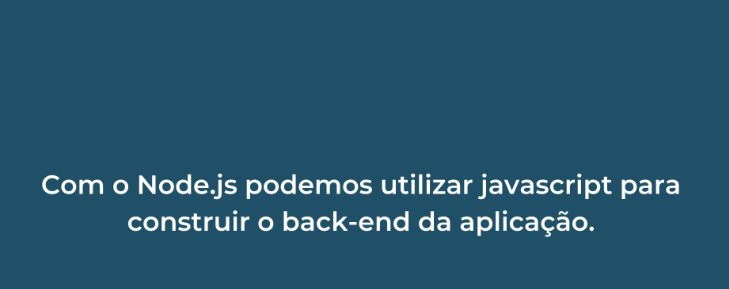 Com o Node.js podemos utilizar javascript para
construir o back-end da aplicação.